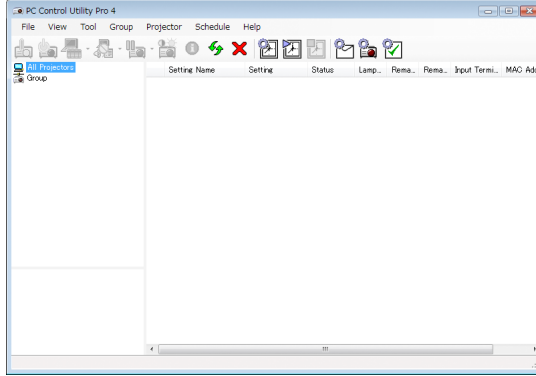 PC Control Utility Pro 4
File View Tool Group Projector Schedule Help
All Projectors
Group
Setting Name Setting Status Lamp... Rema... Rema... Input Termi... MAC Add